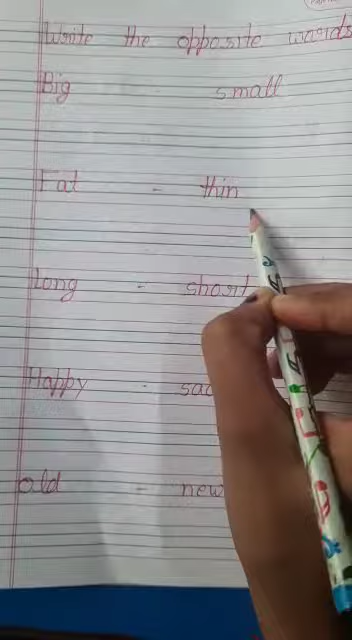 Write the opposite words
Big - small
Fat - thin
Long - short
Happy -
old - new